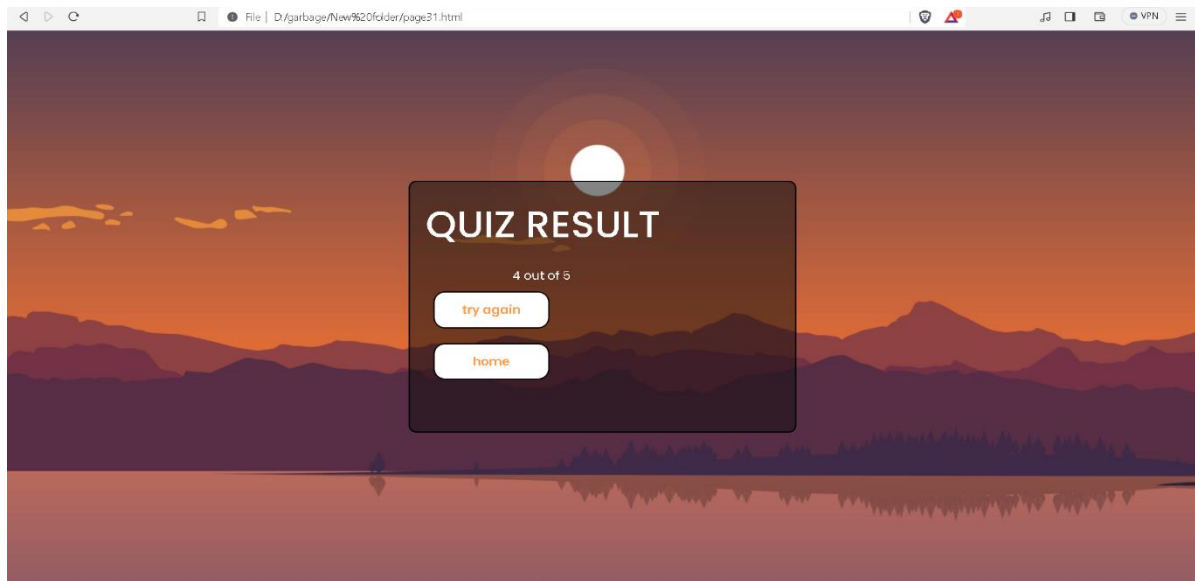 File | D:/garbage/New%20folder/page31.html
VPN
QUIZ RESULT
4 out of 5
try again
home